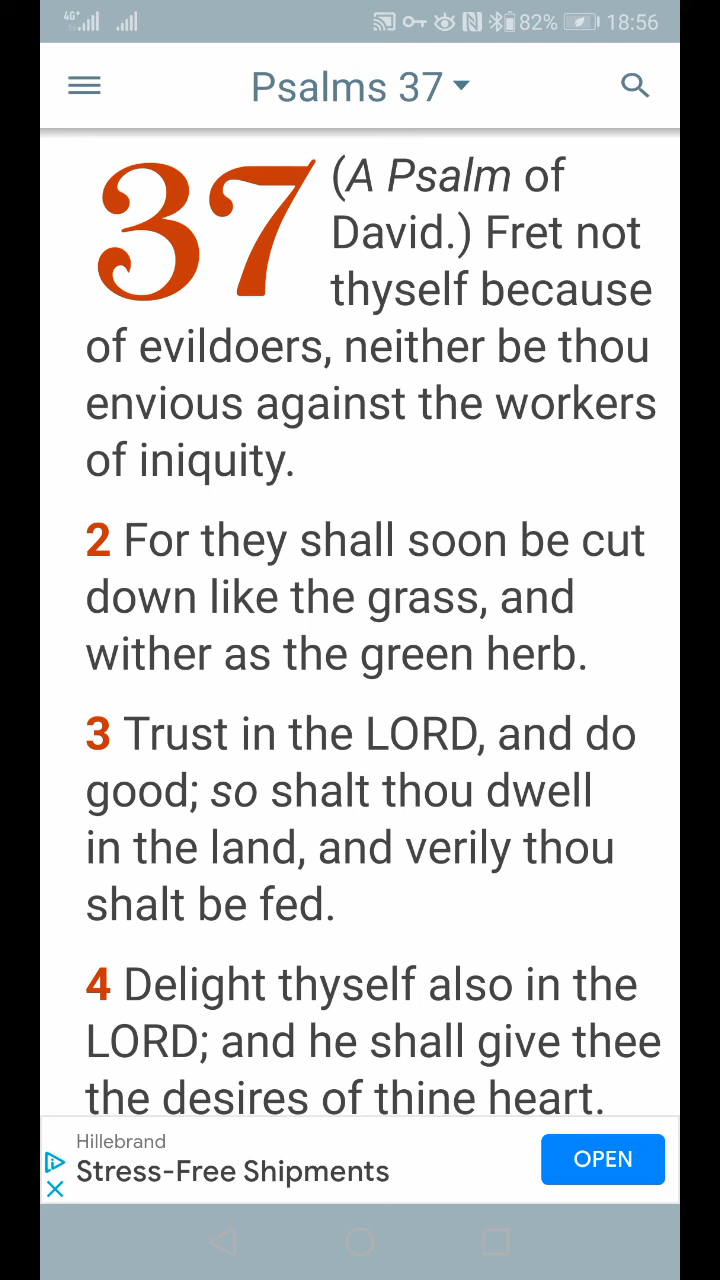 4G+
82%
18:56
Psalms 37
37 (A Psalm of
David.) Fret not
thyself because
of evildoers, neither be thou
envious against the workers
of iniquity.
2 For they shall soon be cut
down like the grass, and
wither as the green herb.
3 Trust in the LORD, and do
good; so shalt thou dwell
in the land, and verily thou
shalt be fed.
4 Delight thyself also in the
LORD; and he shall give thee
the desires of thine heart.
Hillebrand
Stress-Free Shipments
OPEN